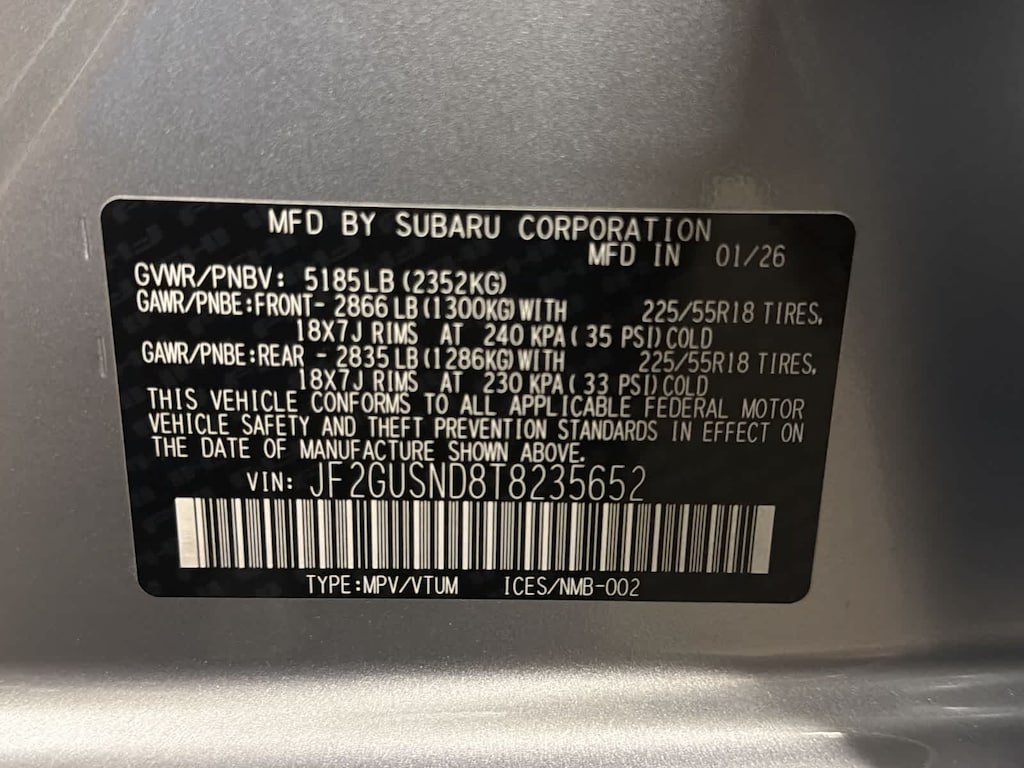 MFD BY SUBARU CORPORATION
MFD IN 01/26
GVWR/PNBV: 5185LB (2352KG)
GAWR/PNBE:FRONT- 2866 LB (1300KG) WITH 225/55R18 TIRES,
18X7J RIMS AT 240 KPA ( 35 PSI) COLD
GAWR/PNBE:REAR - 2835 LB (1286KG) WITH 225/55R18 TIRES,
18X7J RIMS AT 230 KPA ( 33 PSI) COLD
THIS VEHICLE CONFORMS TO ALL APPLICABLE FEDERAL MOTOR
VEHICLE SAFETY AND THEFT PREVENTION STANDARDS IN EFFECT ON
THE DATE OF MANUFACTURE SHOWN ABOVE.
VIN: JF2GUSND8T8235652
TYPE:MPV/VTUM ICES/NMB-002